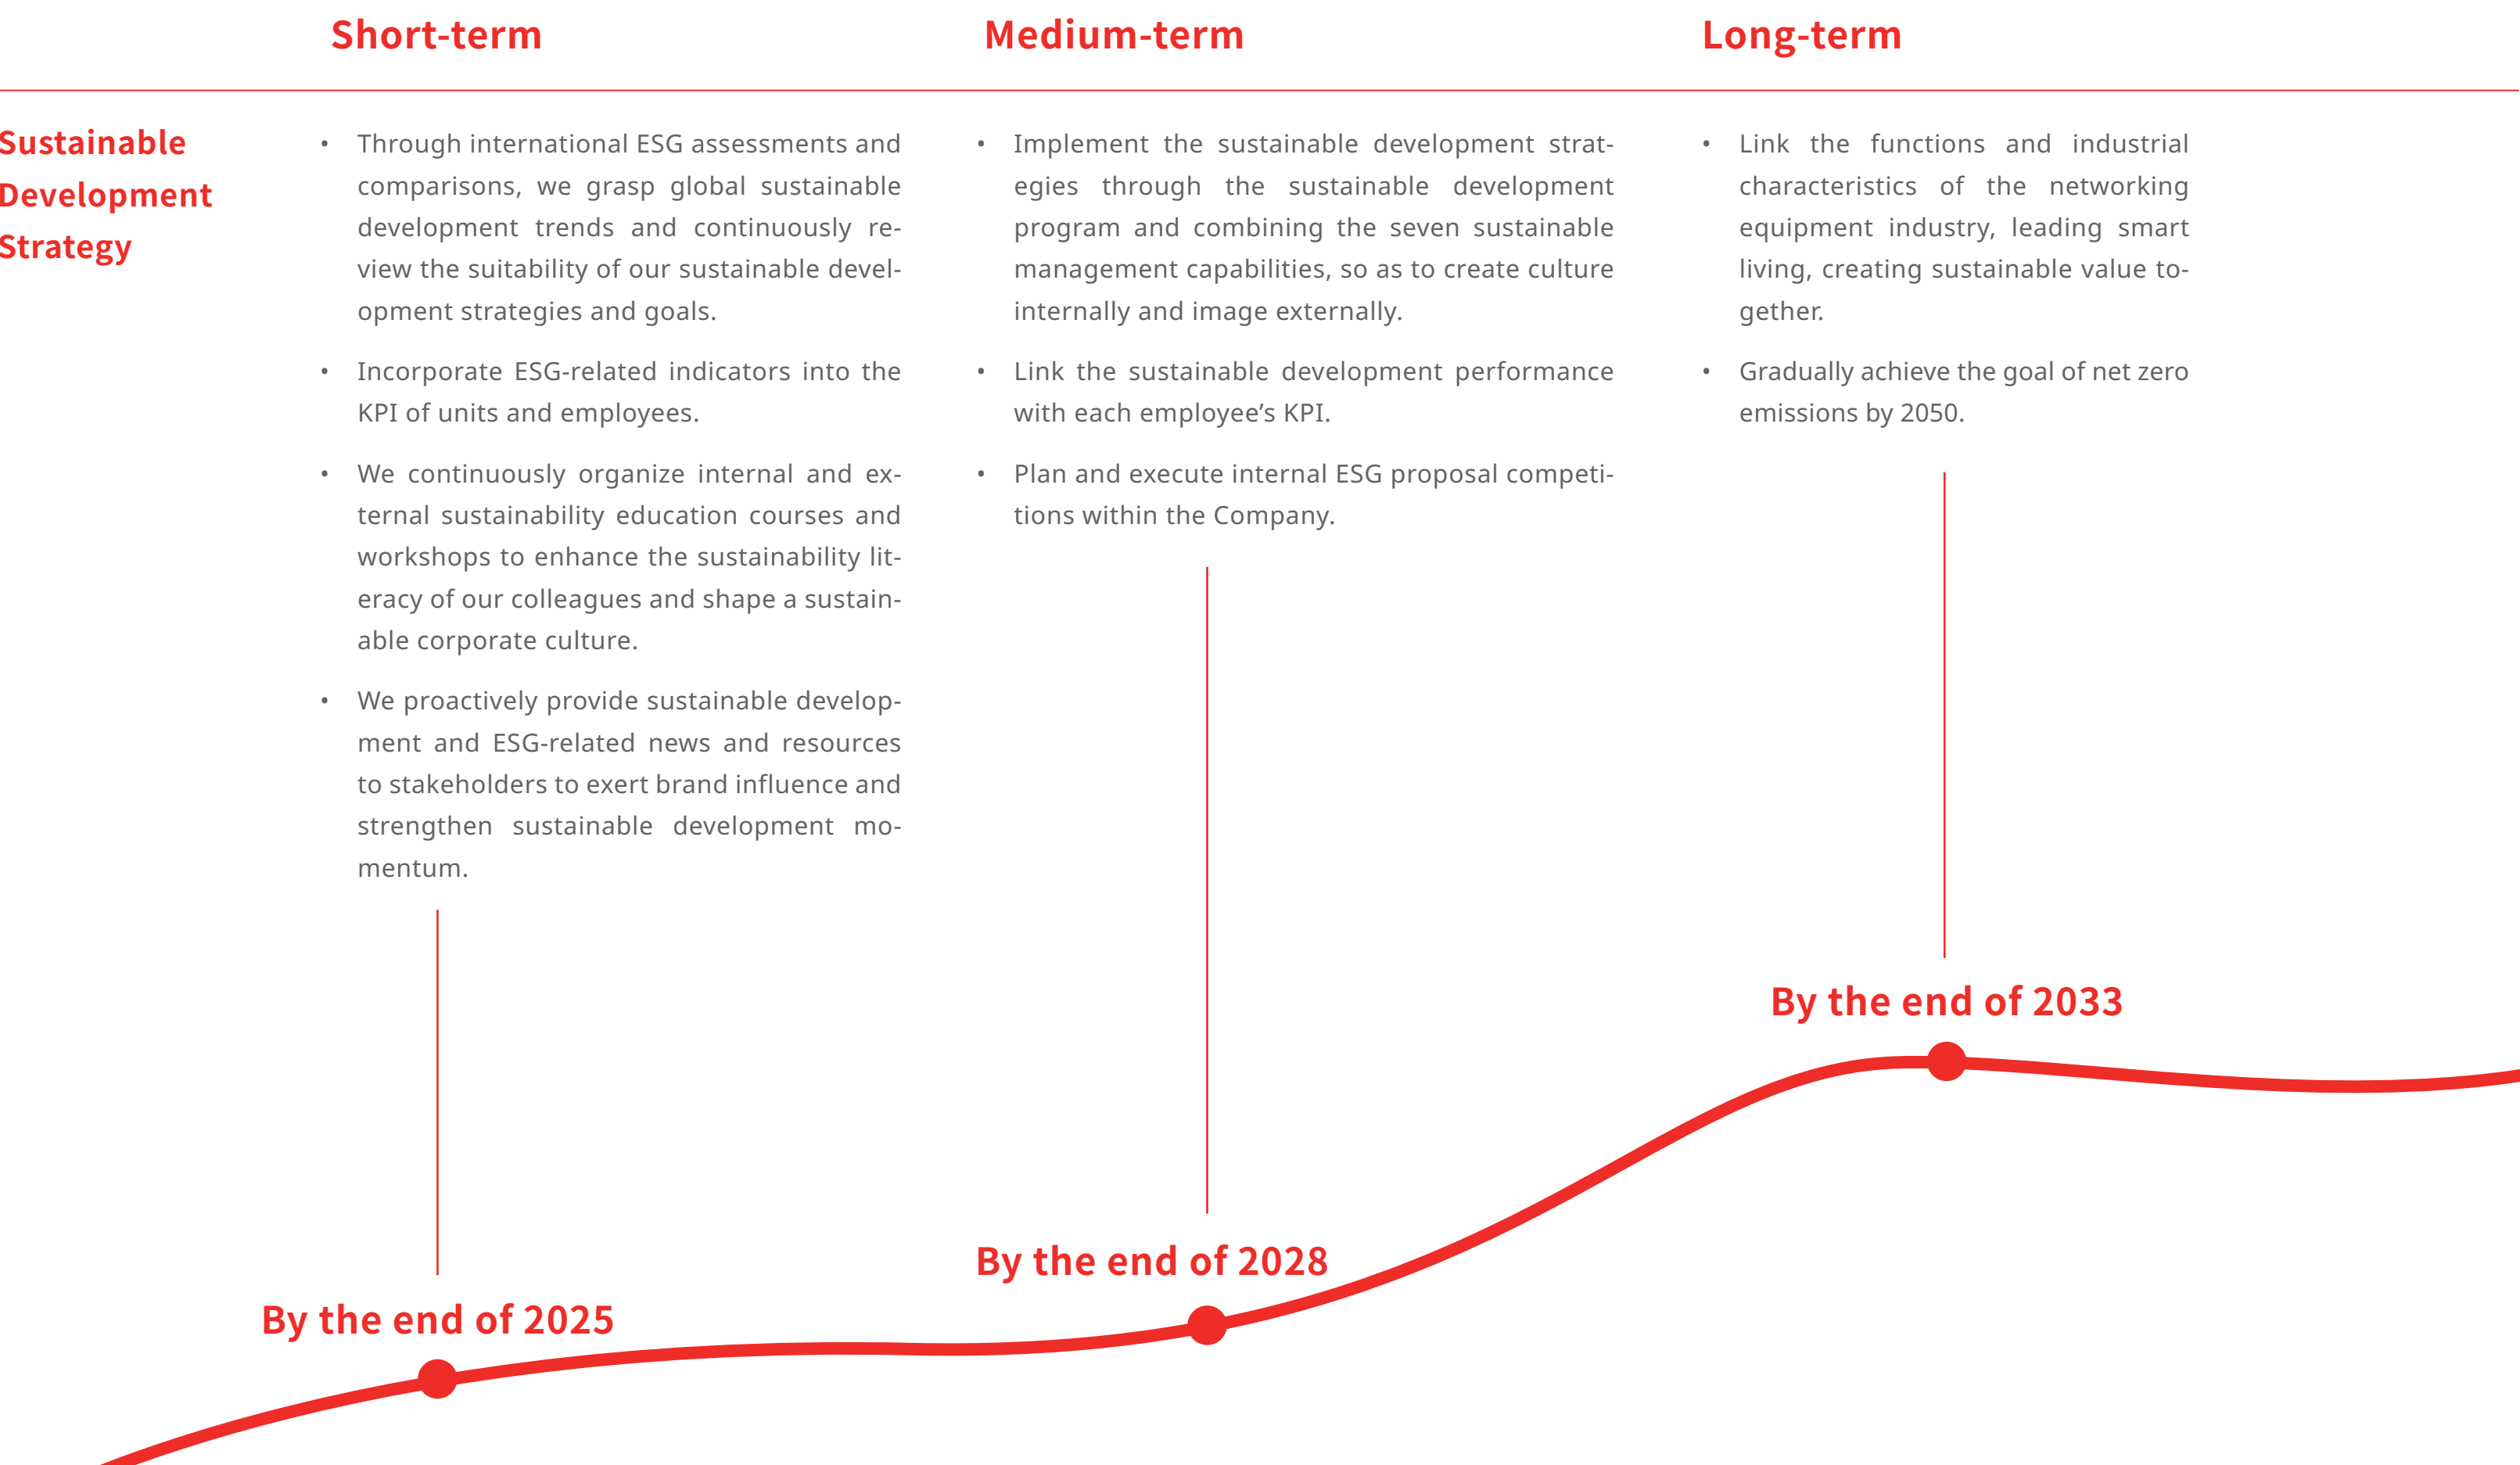 Short-term
Medium-term
Long-term
Sustainable
Development
Strategy
• Through international ESG assessments and
comparisons, we grasp global sustainable
development trends and continuously re-
view the suitability of our sustainable devel-
opment strategies and goals.
• Incorporate ESG-related indicators into the
KPI of units and employees.
• We continuously organize internal and ex-
ternal sustainability education courses and
workshops to enhance the sustainability lit-
eracy of our colleagues and shape a sustain-
able corporate culture.
• We proactively provide sustainable develop-
ment and ESG-related news and resources
to stakeholders to exert brand influence and
strengthen sustainable development mo-
mentum.
• Implement the sustainable development strat-
egies through the sustainable development
program and combining the seven sustainable
management capabilities, so as to create culture
internally and image externally.
• Link the sustainable development performance
with each employee’s KPI.
• Plan and execute internal ESG proposal competi-
tions within the Company.
• Link the functions and industrial
characteristics of the networking
equipment industry, leading smart
living, creating sustainable value to-
gether.
• Gradually achieve the goal of net zero
emissions by 2050.
By the end of 2025
By the end of 2028
By the end of 2033